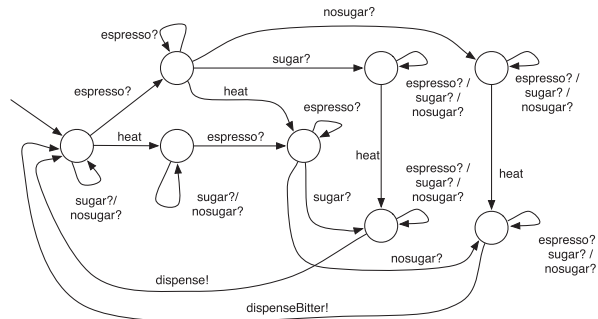 nosugar?
espresso?
sugar?
espresso? /
sugar? /
nosugar?
espresso? /
sugar? /
nosugar?
espresso?
heat
espresso?
heat
espresso?
heat
heat
sugar?/
nosugar?
sugar?/
nosugar?
sugar?
espresso? /
sugar? /
nosugar?
nosugar?
espresso?
sugar? /
nosugar?
dispense!
dispenseBitter!